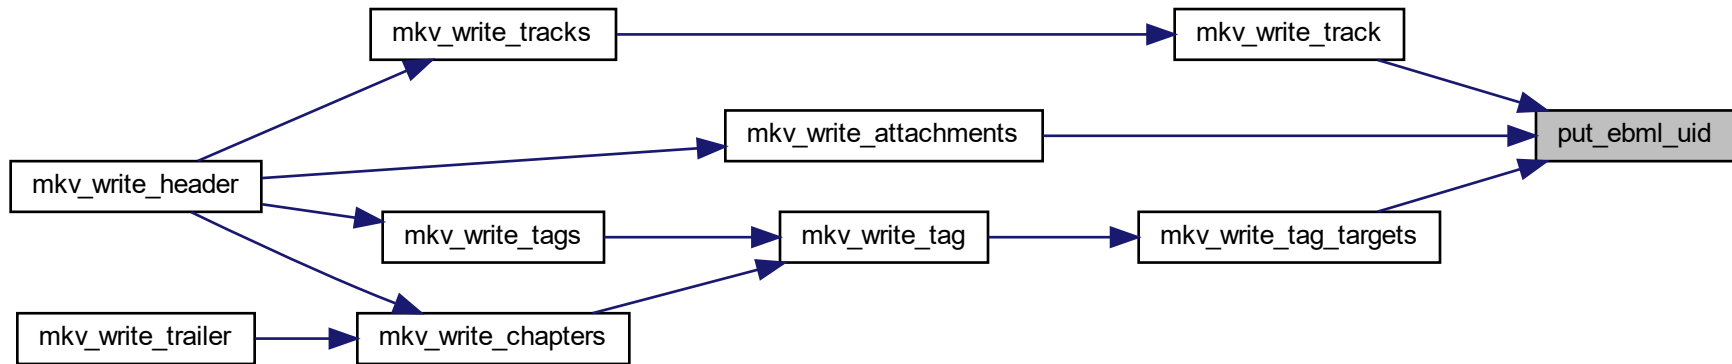 mkv_write_tracks
mkv_write_track
mkv_write_attachments
put_ebml_uid
mkv_write_header
mkv_write_tags
mkv_write_tag
mkv_write_tag_targets
mkv_write_trailer
mkv_write_chapters